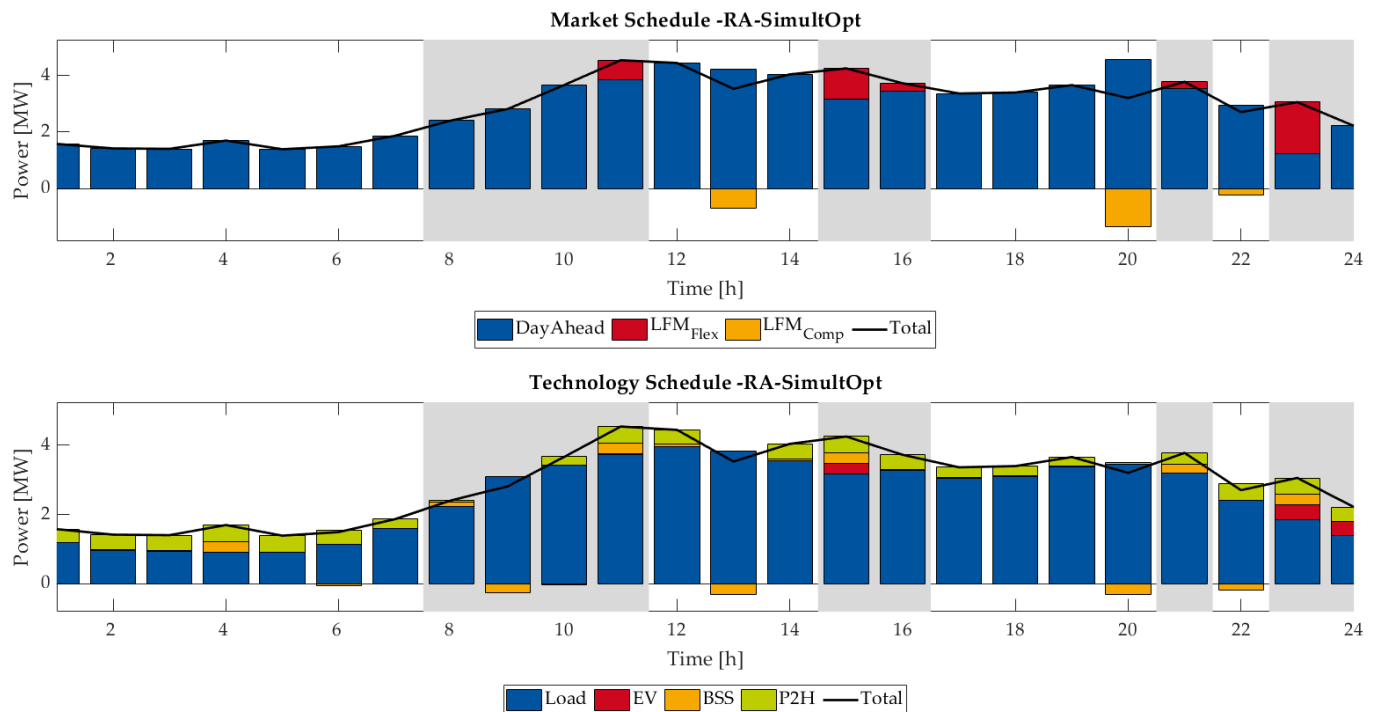 Market Schedule -RA-SimultOpt
Power [MW]
4
2
0
2 4 6 8 10 12 14 16 18 20 22 24
Time [h]
DayAhead LFM_Flex LFM_Comp Total
Technology Schedule -RA-SimultOpt
Power [MW]
4
2
0
2 4 6 8 10 12 14 16 18 20 22 24
Time [h]
Load EV BSS P2H Total